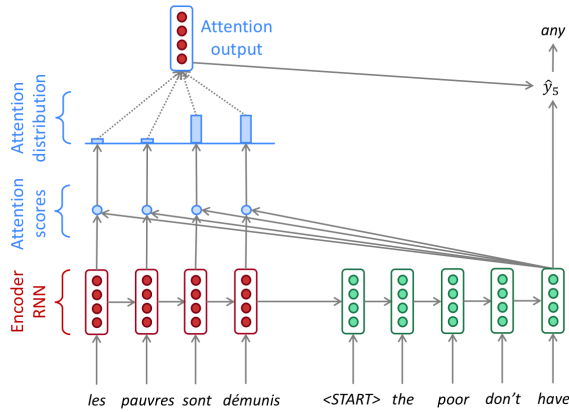 Attention
output
any
ŷ₅
Attention
distribution
Attention
scores
Encoder
RNN
les pauvres sont démunis <START> the poor don't have